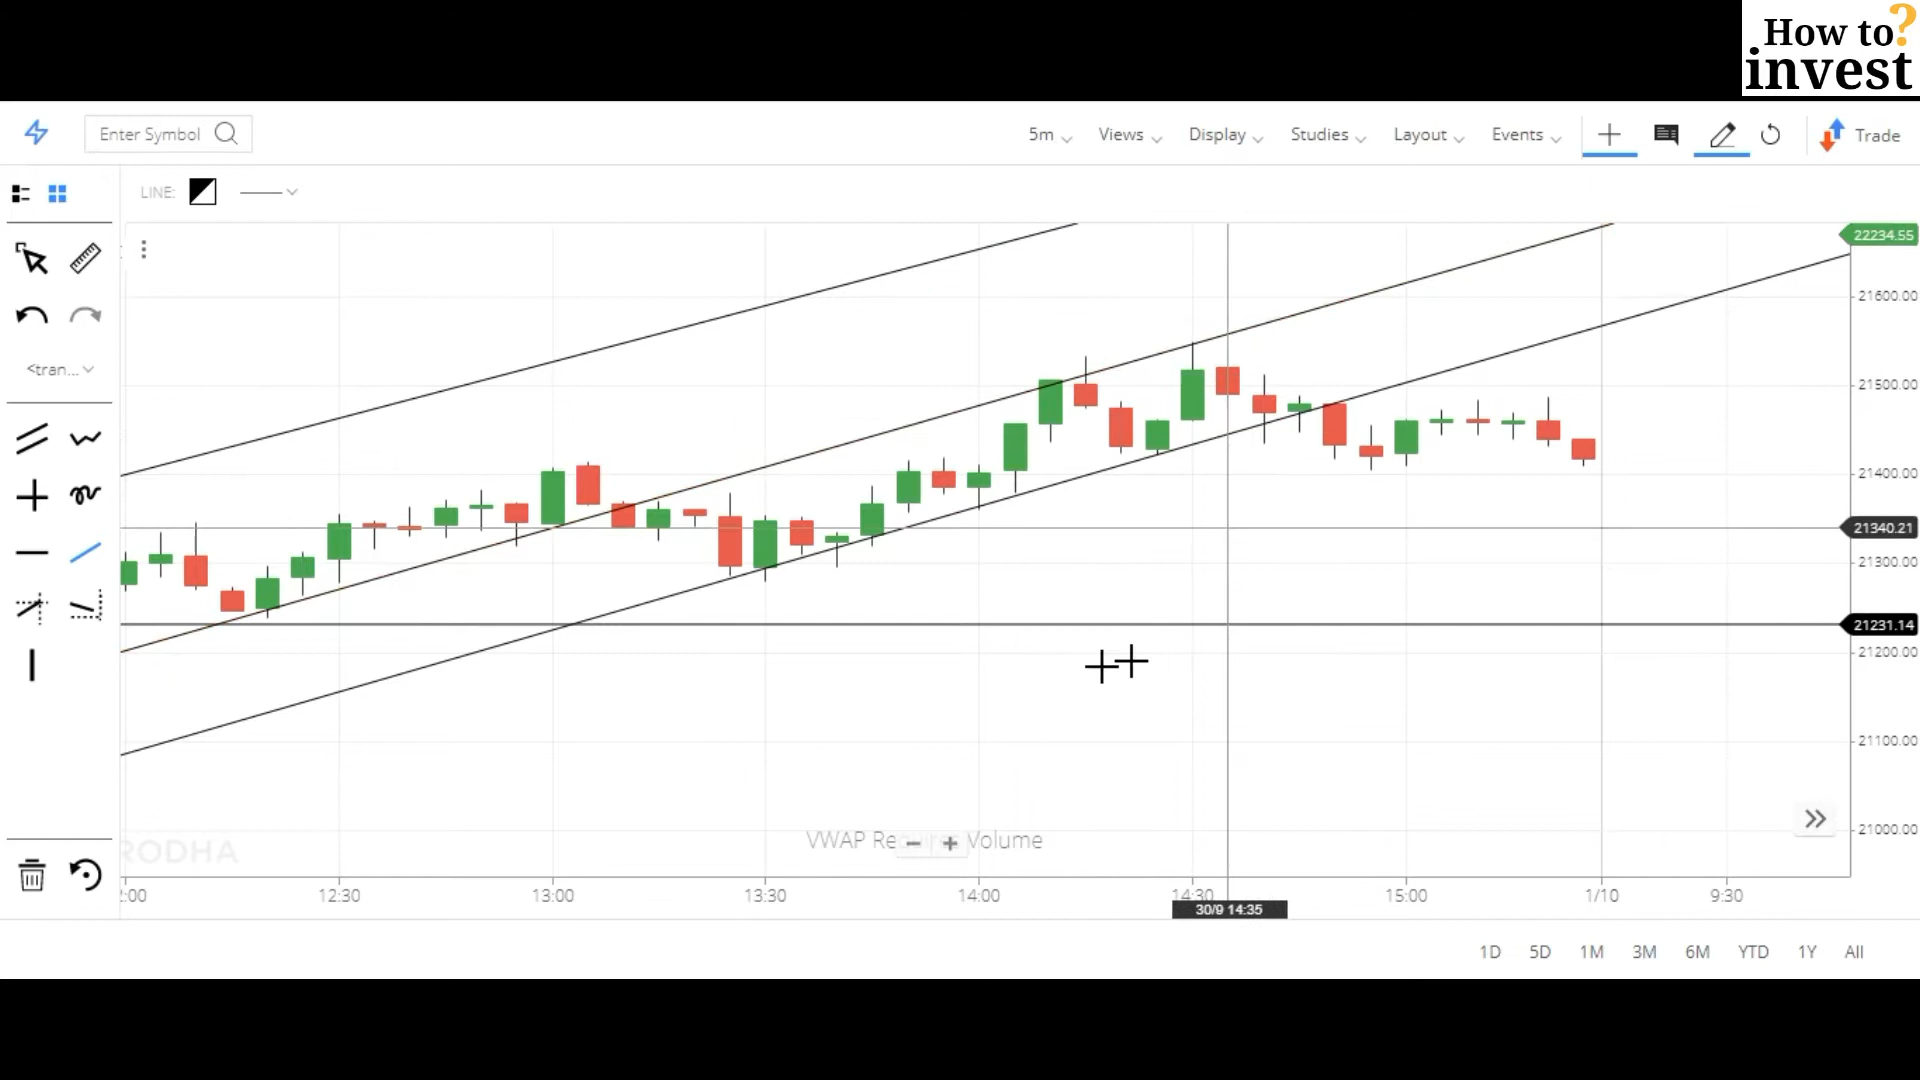 How to?
invest
Enter Symbol
5m Views Display Studies Layout Events Trade
LINE:
22234.55
21600.00
<tran...
21500.00
21400.00
21340.21
21300.00
21231.14
21200.00
21100.00
VWAP Re Volume
RODHA
21000.00
:00 12:30 13:00 13:30 14:00 14:30 15:00 1/10 9:30
30/9 14:35
1D 5D 1M 3M 6M YTD 1Y All